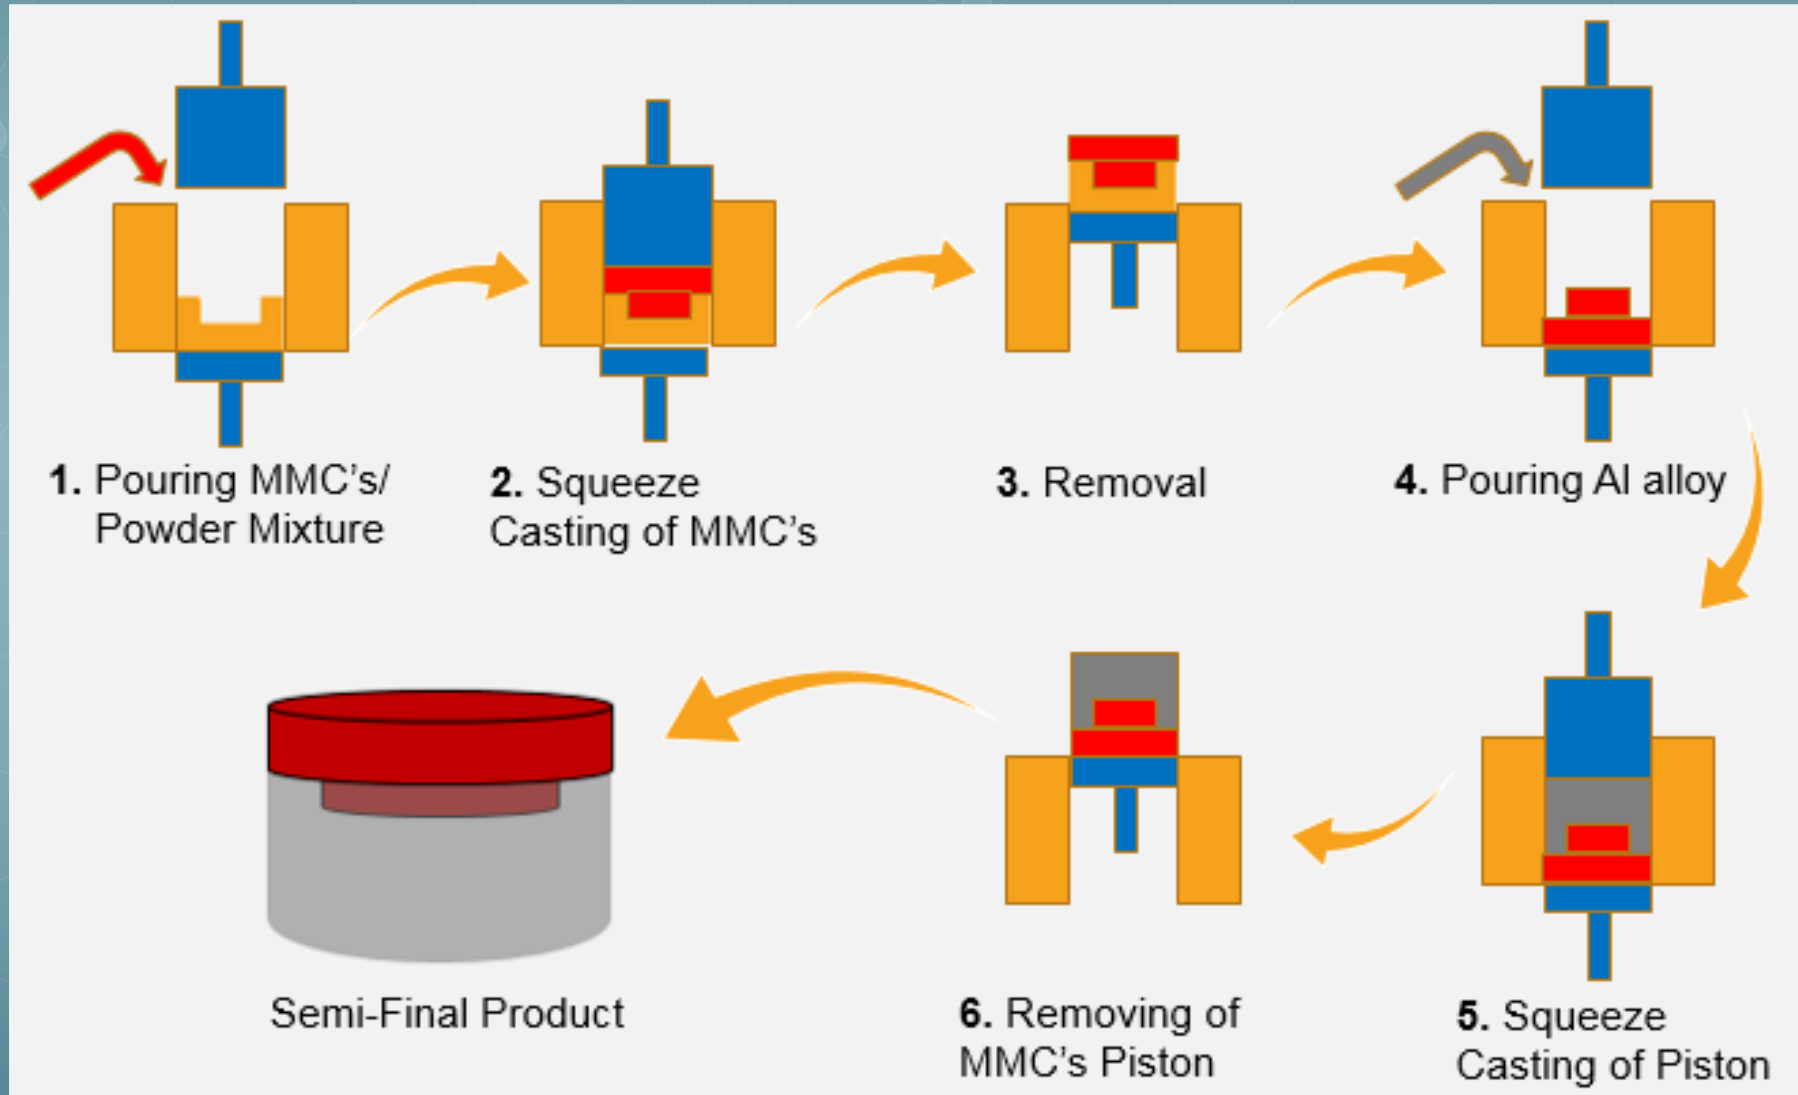 1. Pouring MMC's/
Powder Mixture
2. Squeeze
Casting of MMC's
3. Removal
4. Pouring Al alloy
5. Squeeze
Casting of Piston
6. Removing of
MMC's Piston
Semi-Final Product